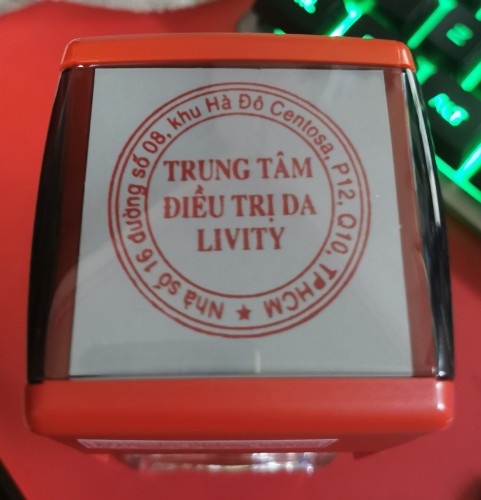 Nhà số 16 đường số 08, khu Hà Đô Centosa, P12, Q10, TPHCM
TRUNG TÂM
ĐIỀU TRỊ DA
LIVITY
Alt